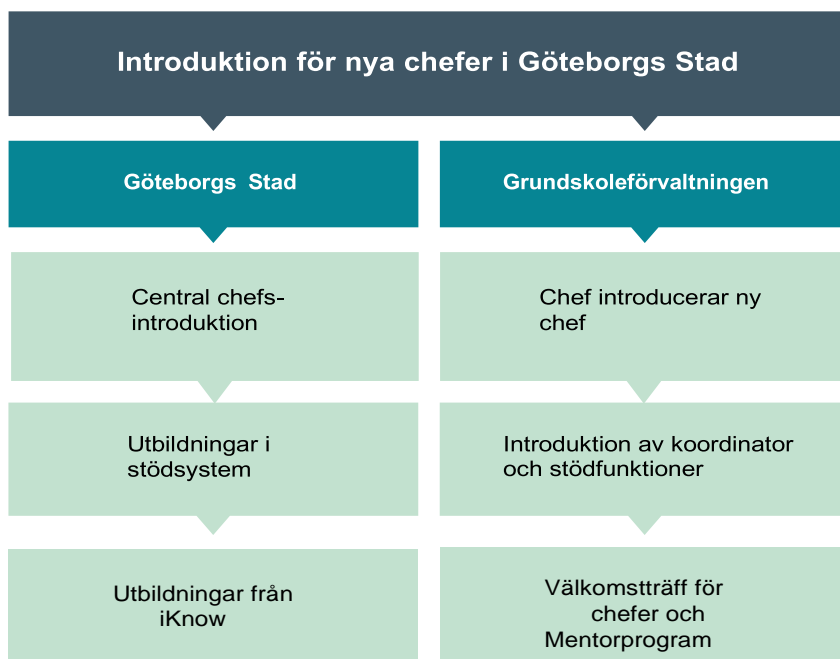 Introduktion för nya chefer i Göteborgs Stad
Göteborgs Stad
Grundskoleförvaltningen
Central chefs-
introduktion
Chef introducerar ny
chef
Utbildningar i
stödsystem
Introduktion av koordinator
och stödfunktioner
Utbildningar från
iKnow
Välkomstträff för
chefer och
Mentorprogram